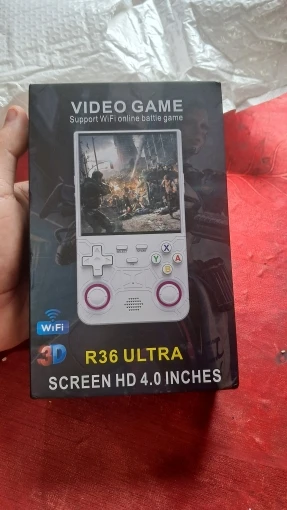 VIDEO GAME
Support WiFi online battle game
X
Y A
B
WiFi
3D
R36 ULTRA
SCREEN HD 4.0 INCHES